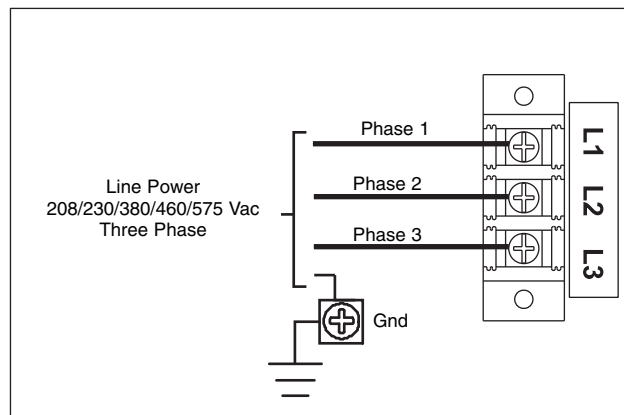 Phase 1
Phase 2
Phase 3
Line Power
208/230/380/460/575 Vac
Three Phase
Gnd
L1
L2
L3